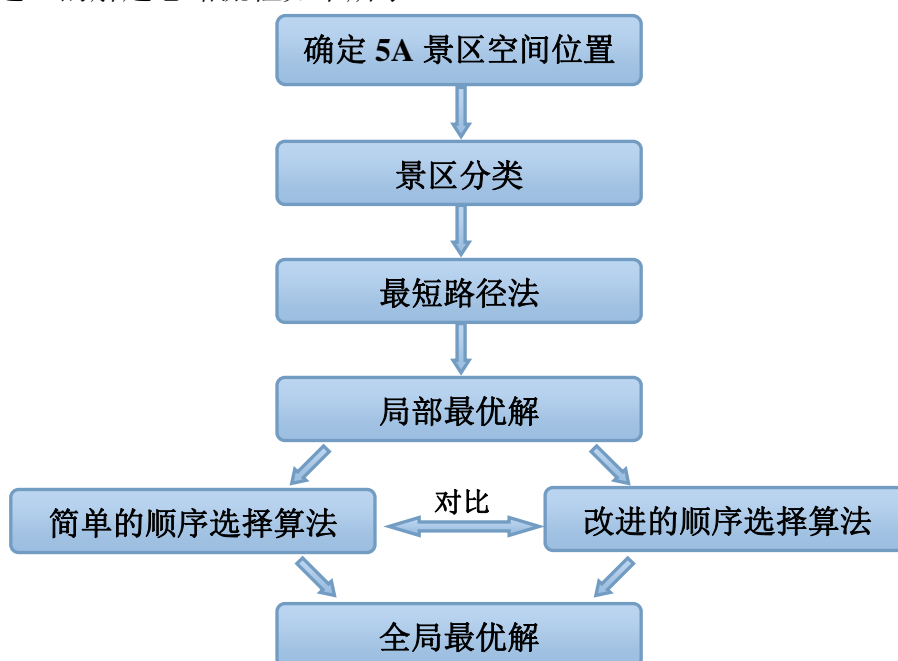 确定 5A 景区空间位置
景区分类
最短路径法
局部最优解
对比
简单的顺序选择算法
改进的顺序选择算法
全局最优解